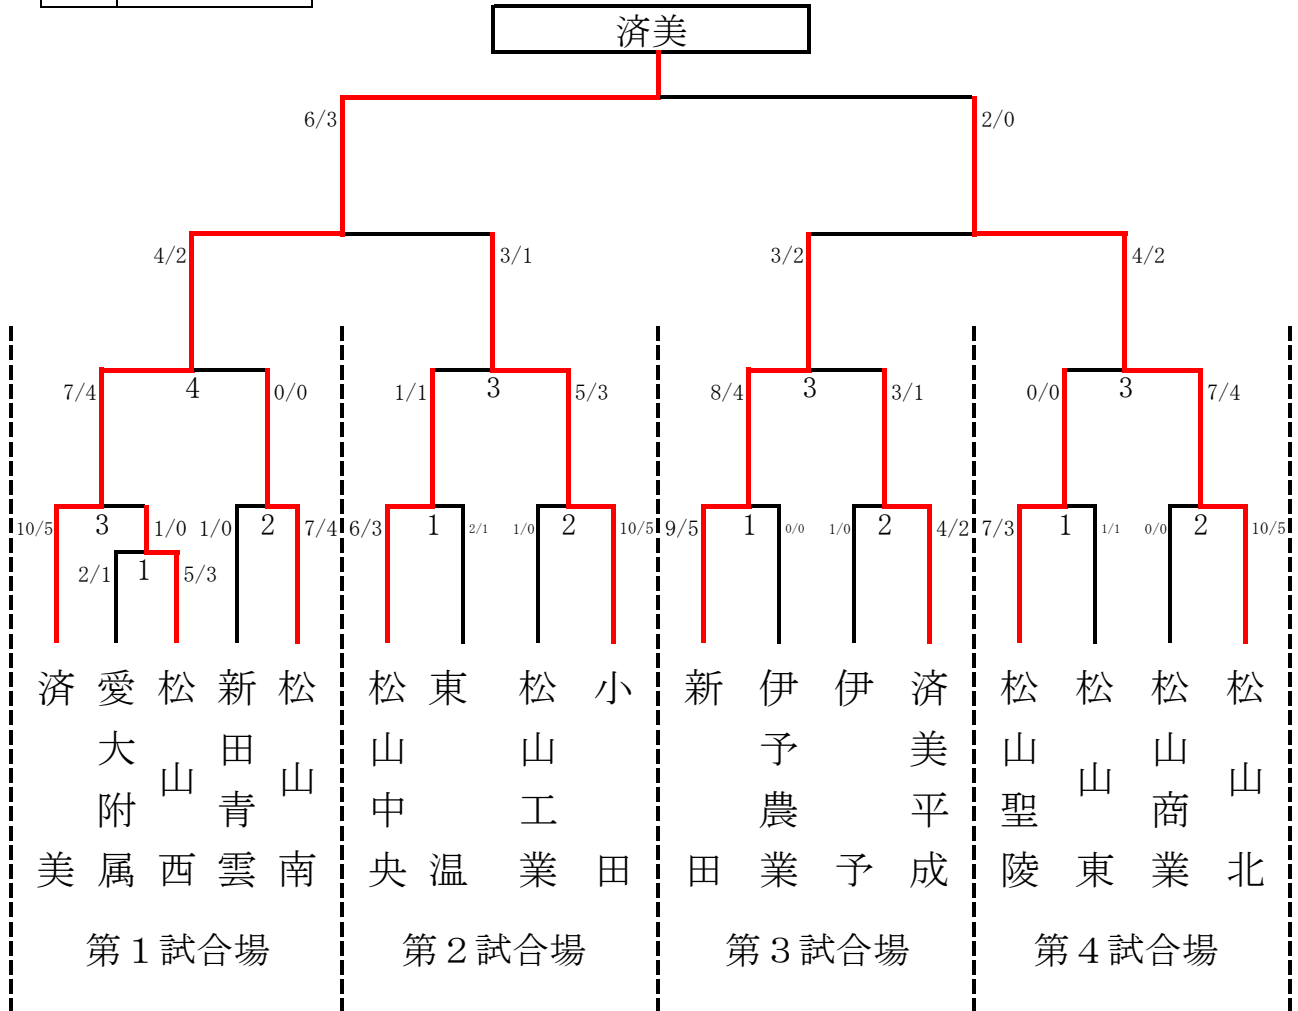 済美
6/3 2/0
4/2 3/1 3/2 4/2
7/4 4 0/0 1/1 3 5/3 8/4 3 3/1 0/0 3 7/4
10/5 3 1/0 1/0 2 7/4 6/3 1 2/1 1/0 2 10/5 9/5 1 0/0 1/0 2 4/2 7/3 1 1/1 0/0 2 10/5
2/1 1 5/3
済美
愛大附属
松山西
新田青雲
松山南
松山中央
東温
松山工業
小田
新田
伊予農業
伊予
済美平成
松山聖陵
松山東
松山商業
松山北
第1試合場 第2試合場 第3試合場 第4試合場